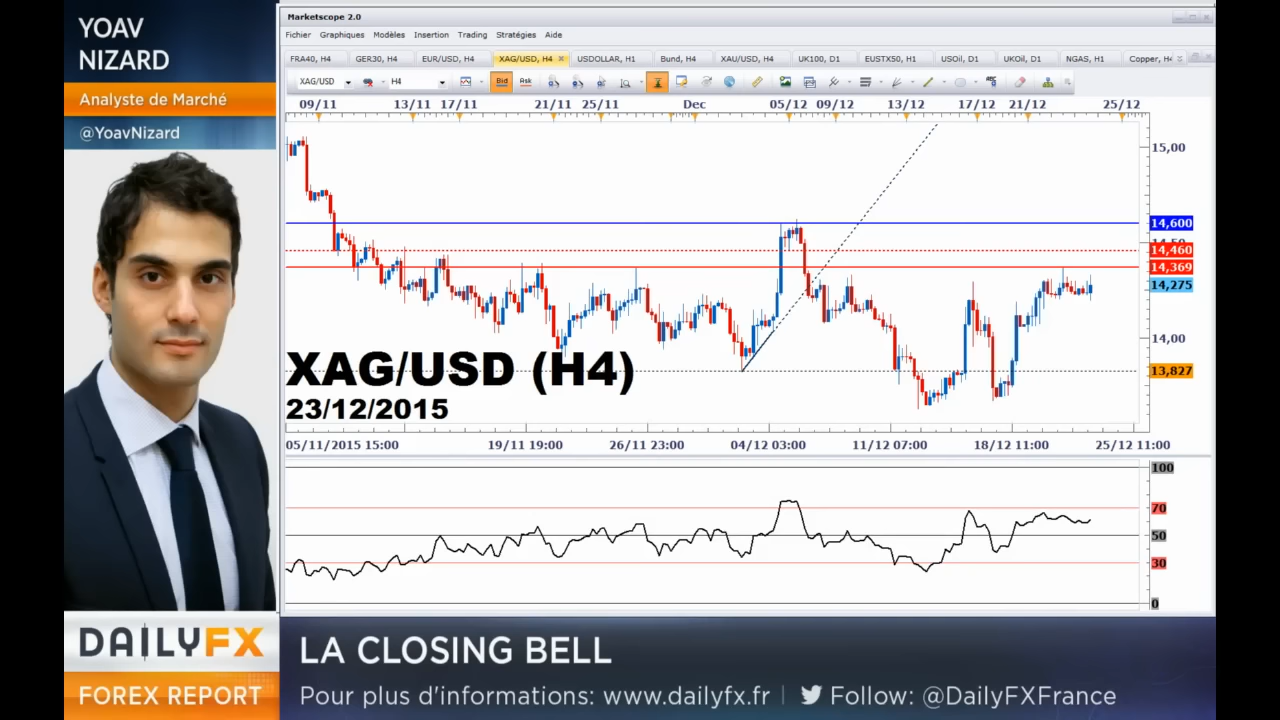 YOAV
NIZARD
Analyste de Marché
@YoavNizard
Marketscope 2.0
Fichier Graphiques Modèles Insertion Trading Stratégies Aide
FRA40, H4 GER30, H4 EUR/USD, H4 XAG/USD, H4 USDOLLAR, H1 Bund, H4 XAU/USD, H4 UK100, D1 EUSTX50, H1 USOil, D1 UKOil, D1 NGAS, H1 Copper, H4
XAG/USD H4 Bid Ask
09/11 13/11 17/11 21/11 25/11 Dec 05/12 09/12 13/12 17/12 21/12 25/12
15,00
14,600
14,50
14,460
14,369
14,275
14,00
13,827
XAG/USD (H4)
23/12/2015
05/11/2015 15:00 19/11 19:00 26/11 23:00 04/12 03:00 11/12 07:00 18/12 11:00 25/12 11:00
100
70
50
30
0
DAILYFX
FOREX REPORT
LA CLOSING BELL
Pour plus d'informations: www.dailyfx.fr | Follow: @DailyFXFrance